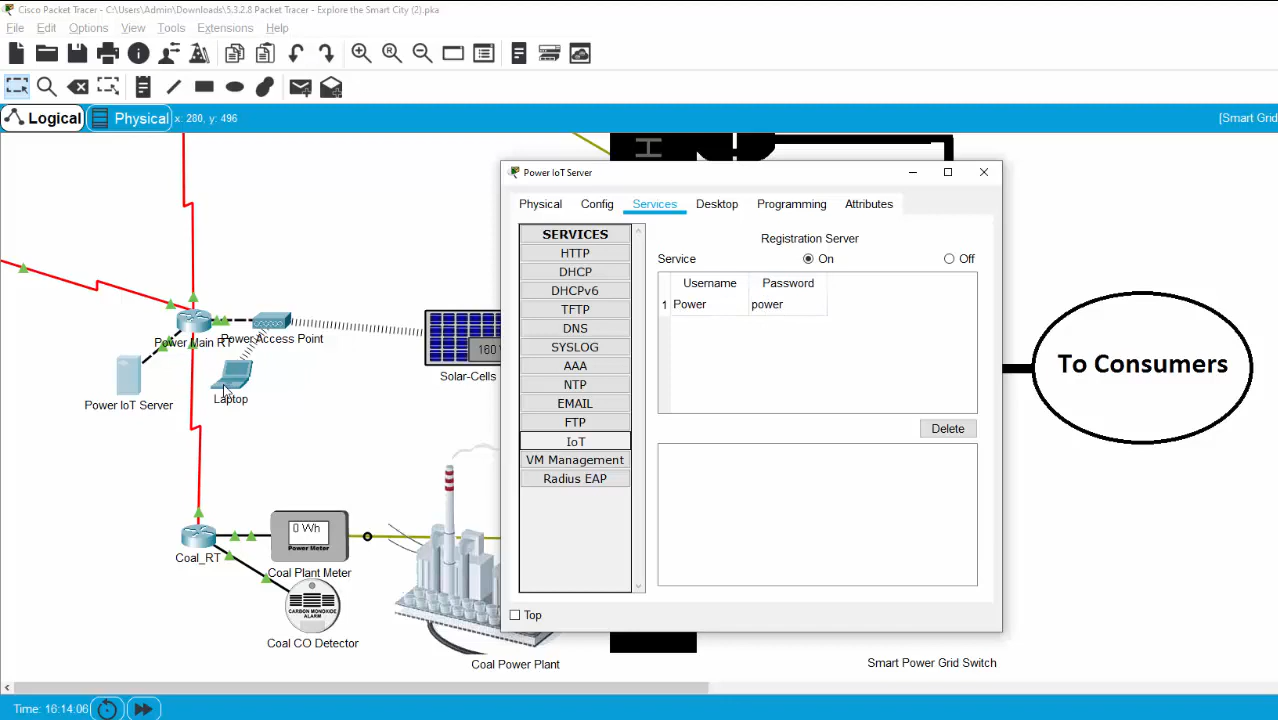 Cisco Packet Tracer - C:\Users\Admin\Downloads\5.3.2.8 Packet Tracer - Explore the Smart City (2).pka
File Edit Options View Tools Extensions Help
Logical Physical x: 280, y: 496 [Smart Grid
Power IoT Server
Physical Config Services Desktop Programming Attributes
SERVICES
HTTP
DHCP
DHCPv6
TFTP
DNS
SYSLOG
AAA
NTP
EMAIL
FTP
IoT
VM Management
Radius EAP
Registration Server
Service On Off
Username Password
1 Power power
Delete
Top
Power Main RT
Power Access Point
Power IoT Server
Laptop
160 W
Solar-Cells
To Consumers
Coal_RT
0 Wh
Power Meter
Coal Plant Meter
CARBON MONOXIDE
ALARM
Coal CO Detector
Coal Power Plant
Smart Power Grid Switch
H
Time: 16:14:06